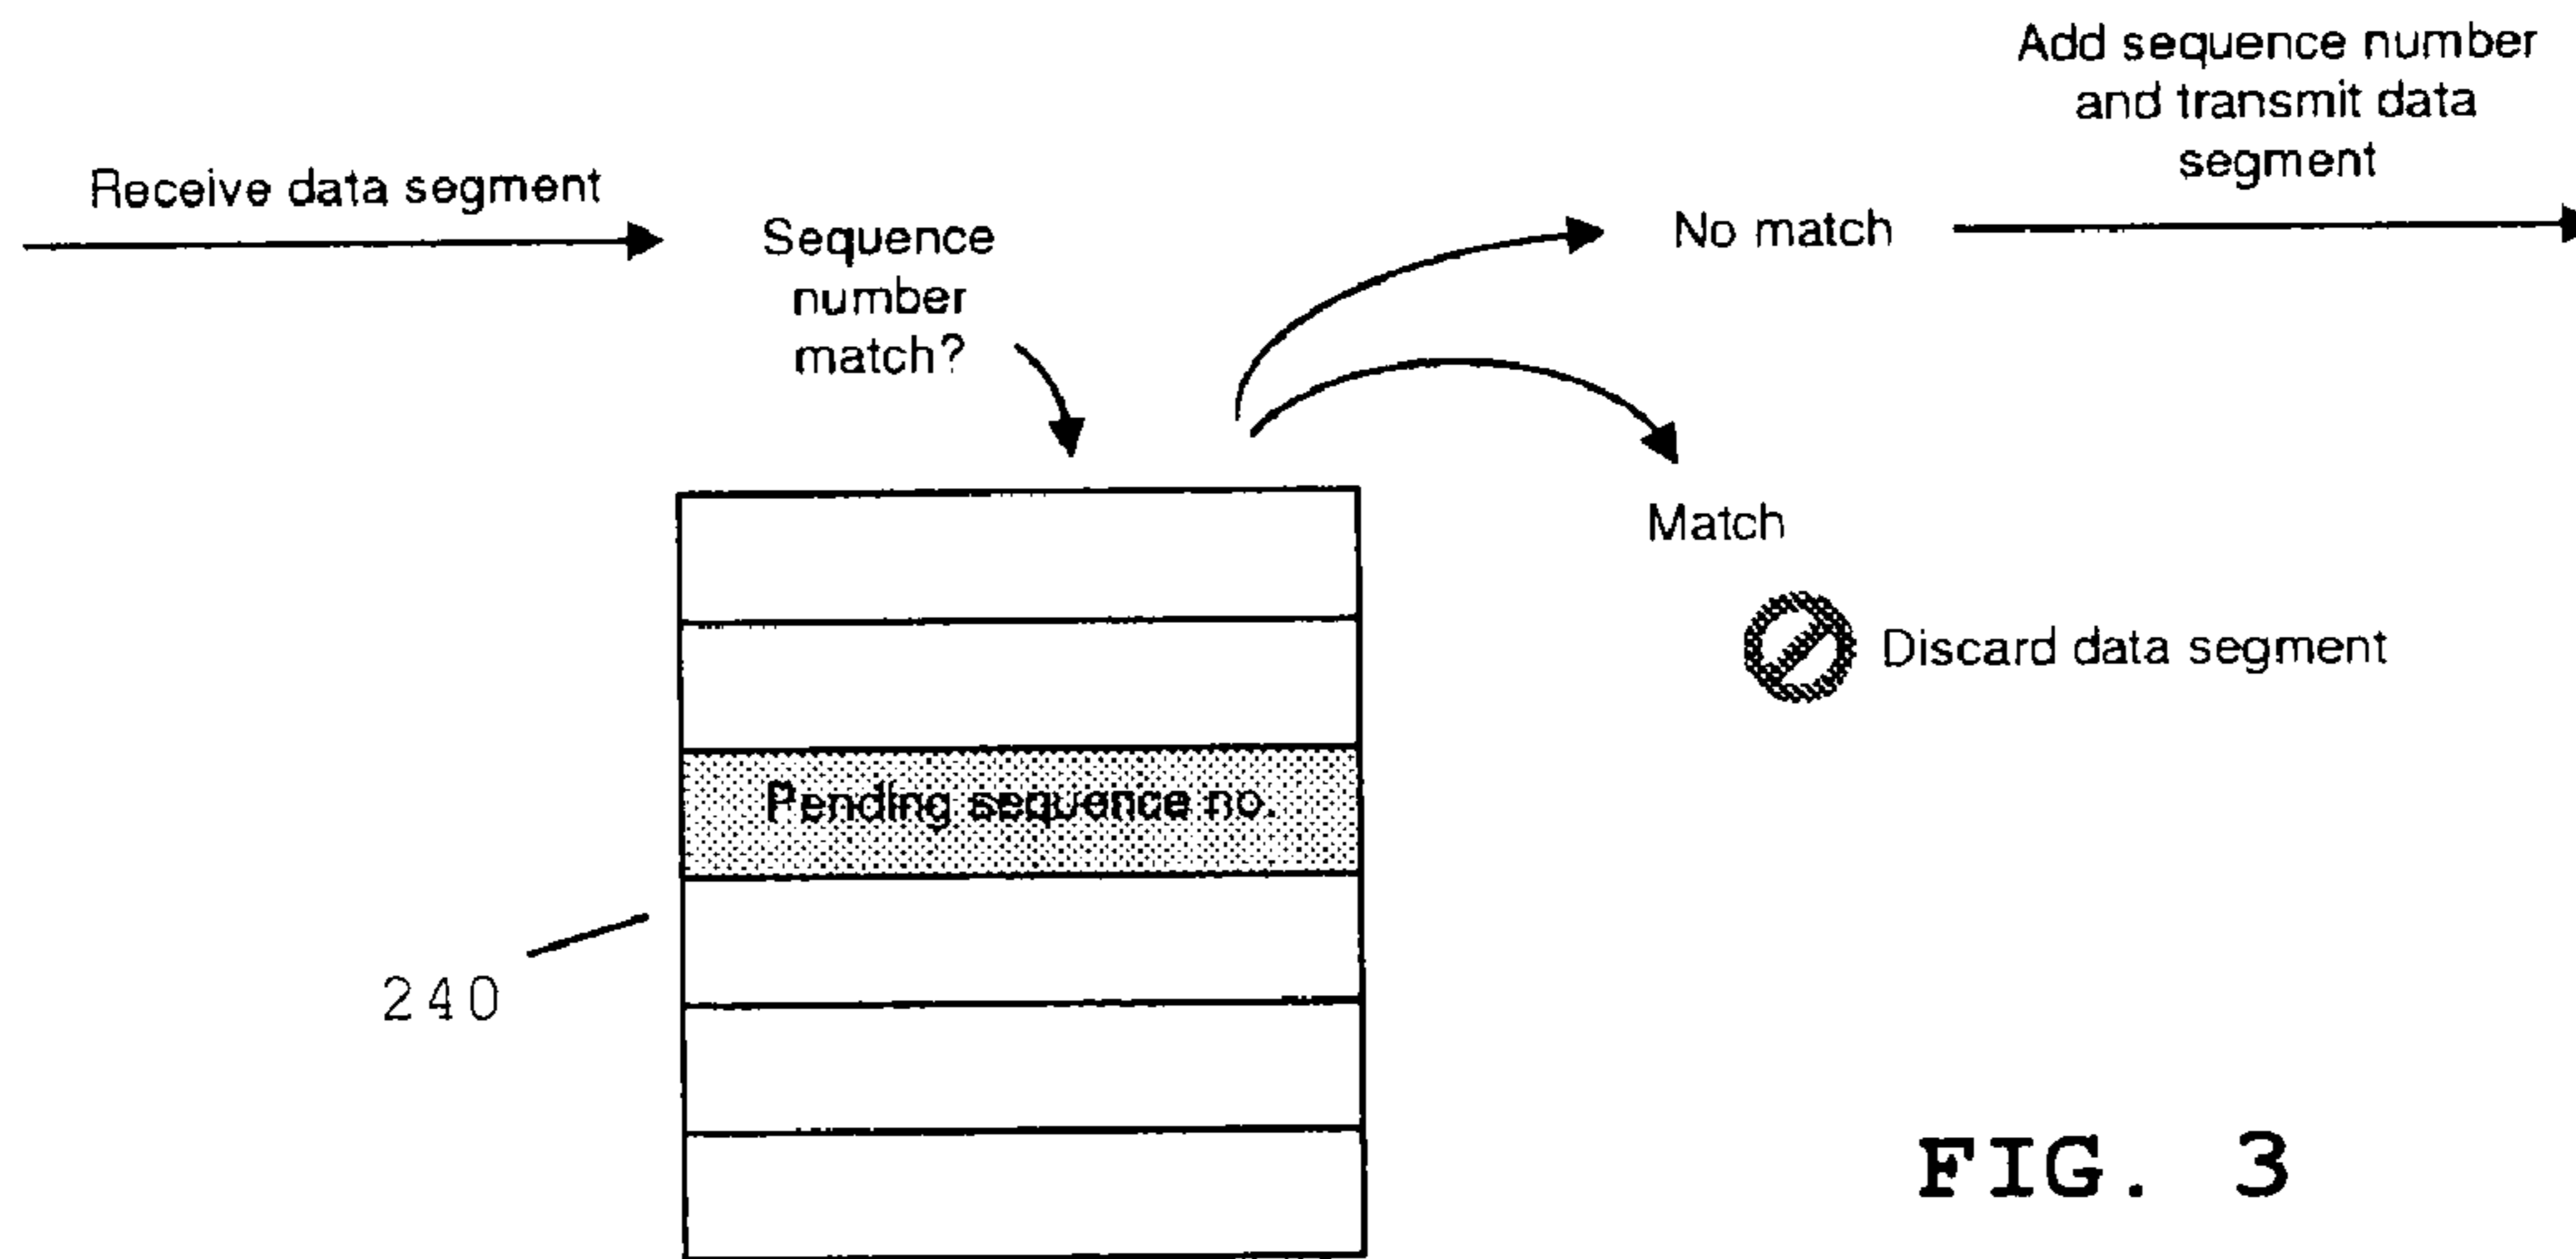 Add sequence number
and transmit data
segment
Receive data segment
Sequence
number
match?
No match
Match
Discard data segment
Pending sequence no.
240
FIG. 3